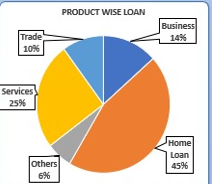 PRODUCT WISE LOAN
Business
14%
Trade
10%
Services
25%
Home
Loan
45%
Others
6%